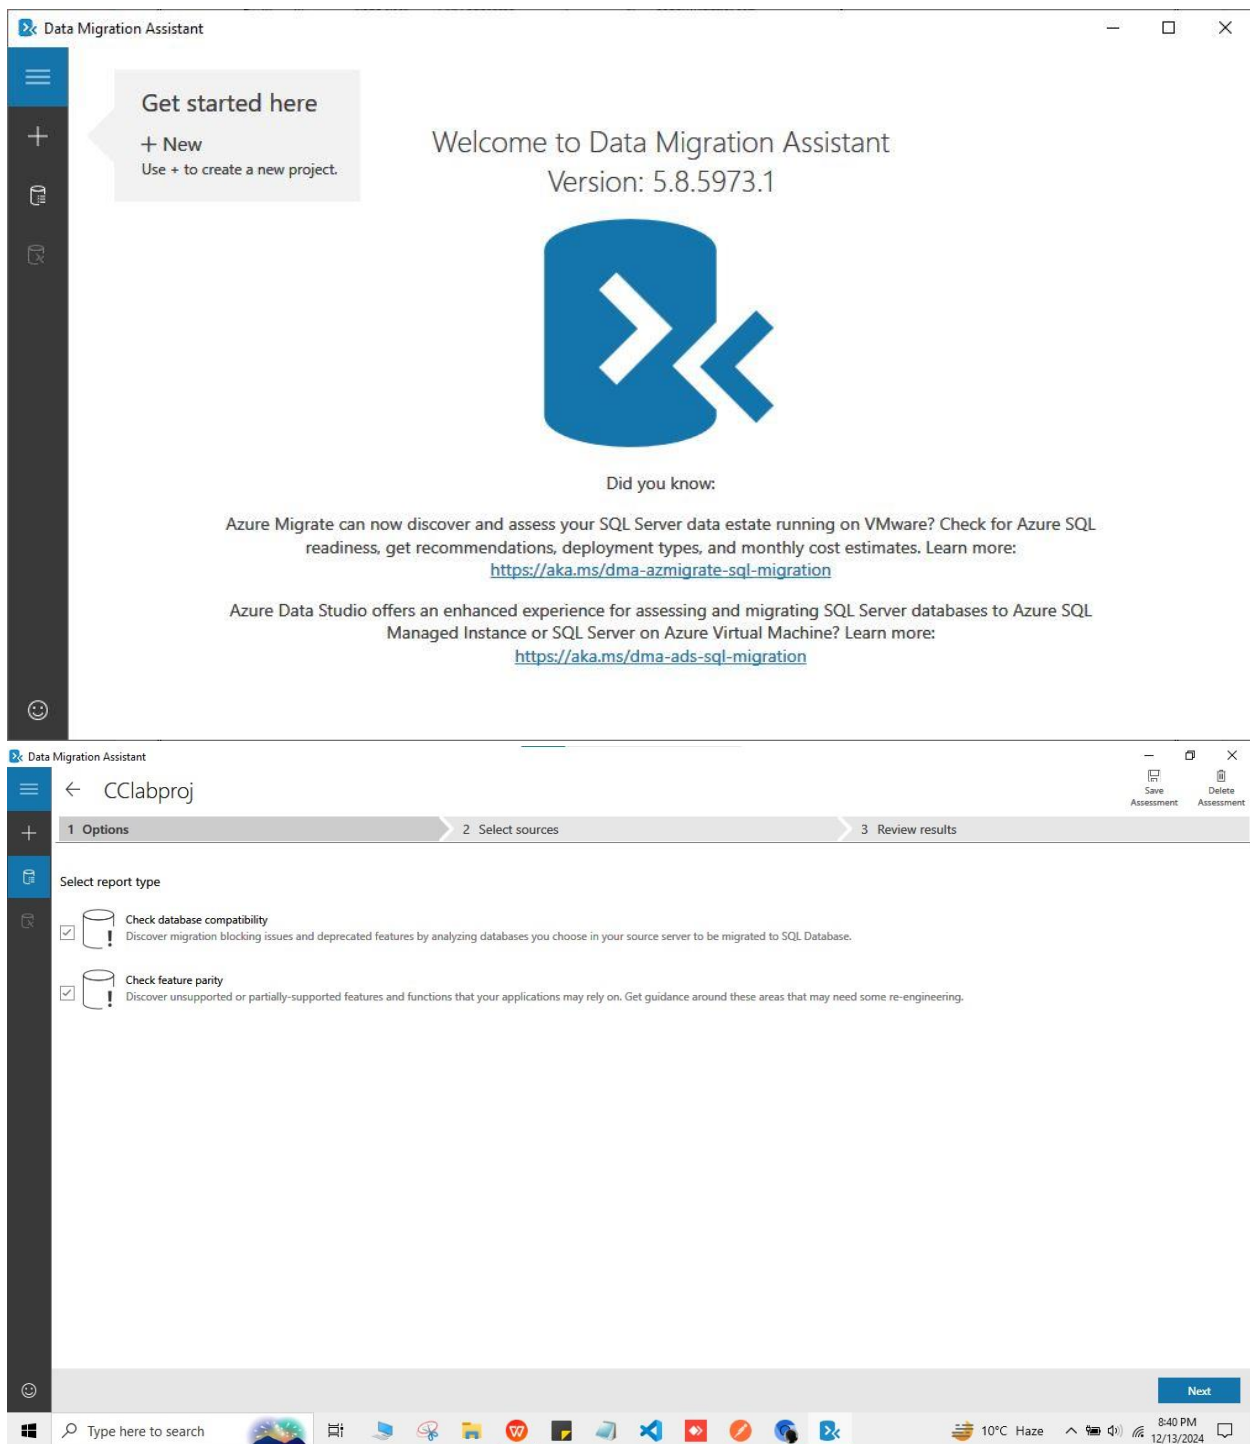 Data Migration Assistant
Get started here
+ New
Use + to create a new project.
Welcome to Data Migration Assistant
Version: 5.8.5973.1
Did you know:
Azure Migrate can now discover and assess your SQL Server data estate running on VMware? Check for Azure SQL
readiness, get recommendations, deployment types, and monthly cost estimates. Learn more:
https://aka.ms/dma-azmigrate-sql-migration
Azure Data Studio offers an enhanced experience for assessing and migrating SQL Server databases to Azure SQL
Managed Instance or SQL Server on Azure Virtual Machine? Learn more:
https://aka.ms/dma-ads-sql-migration
Data Migration Assistant
CClabproj
Save
Assessment
Delete
Assessment
1 Options
2 Select sources
3 Review results
Select report type
Check database compatibility
Discover migration blocking issues and deprecated features by analyzing databases you choose in your source server to be migrated to SQL Database.
Check feature parity
Discover unsupported or partially-supported features and functions that your applications may rely on. Get guidance around these areas that may need some re-engineering.
Next
Type here to search
10°C Haze
8:40 PM
12/13/2024